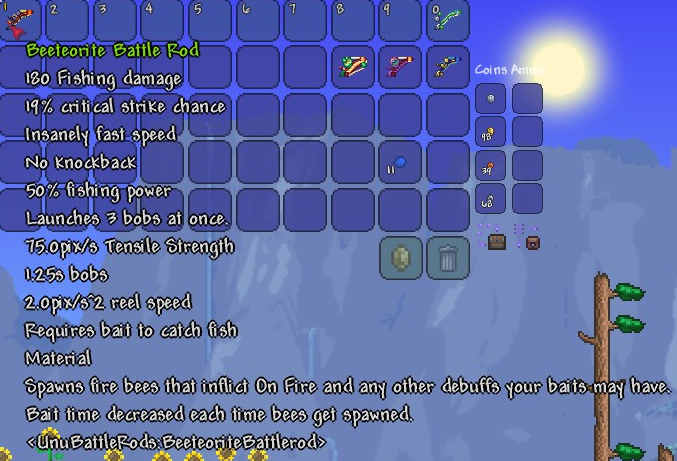 1 2 3 4 5 6 7 8 9 0
Beeteorite Battle Rod
180 Fishing damage
19% critical strike chance
Insanely fast speed
No knockback
50% fishing power
Launches 3 bobs at once.
75.0pix/s Tensile Strength
1.25s bobs
2.0pix/s^2 reel speed
Requires bait to catch fish
Material
Spawns fire bees that inflict On Fire and any other debuffs your baits may have.
Bait time decreased each time bees get spawned.
<UnuBattleRods:BeeteoriteBattlerod>
11
Coins Ammo
98
39
68